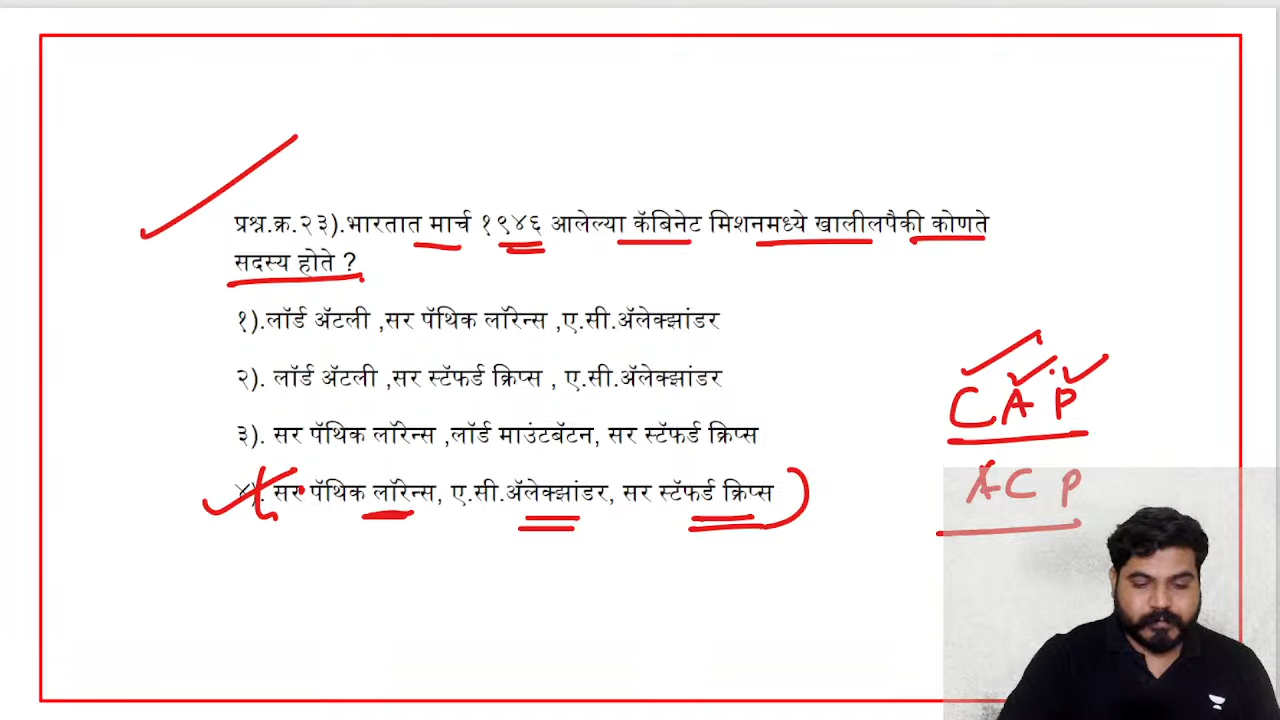 प्रश्न.क्र.२३).भारतात मार्च १९४६ आलेल्या कॅबिनेट मिशनमध्ये खालीलपैकी कोणते
सदस्य होते ?
१).लॉर्ड ॲटली ,सर पॅथिक लॉरेन्स ,ए.सी.ॲलेक्झांडर
२). लॉर्ड ॲटली ,सर स्टॅफर्ड क्रिप्स , ए.सी.ॲलेक्झांडर
३). सर पॅथिक लॉरेन्स ,लॉर्ड माउंटबॅटन, सर स्टॅफर्ड क्रिप्स
४). सर पॅथिक लॉरेन्स, ए.सी.ॲलेक्झांडर, सर स्टॅफर्ड क्रिप्स
CAP
ACP